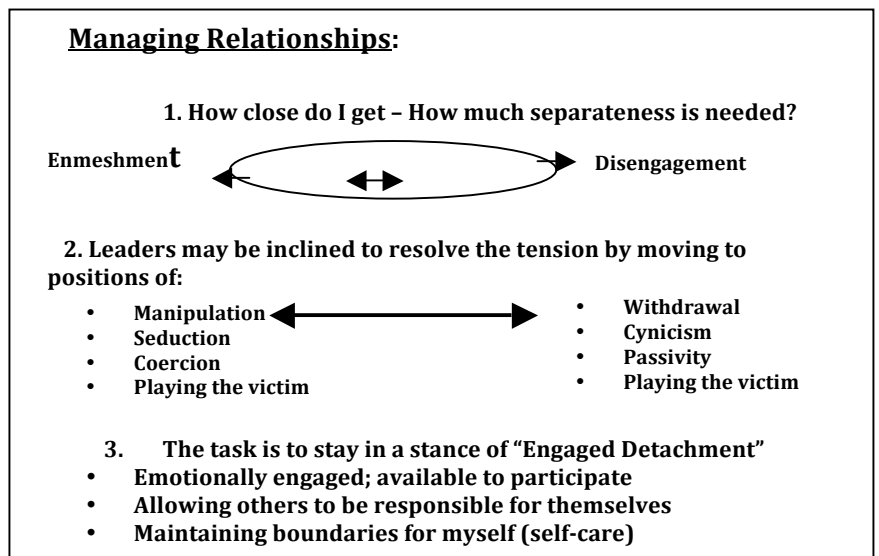 Managing Relationships:
1. How close do I get – How much separateness is needed?
Enmeshment
Disengagement
2. Leaders may be inclined to resolve the tension by moving to
positions of:
• Manipulation
• Seduction
• Coercion
• Playing the victim
• Withdrawal
• Cynicism
• Passivity
• Playing the victim
3. The task is to stay in a stance of “Engaged Detachment”
• Emotionally engaged; available to participate
• Allowing others to be responsible for themselves
• Maintaining boundaries for myself (self-care)